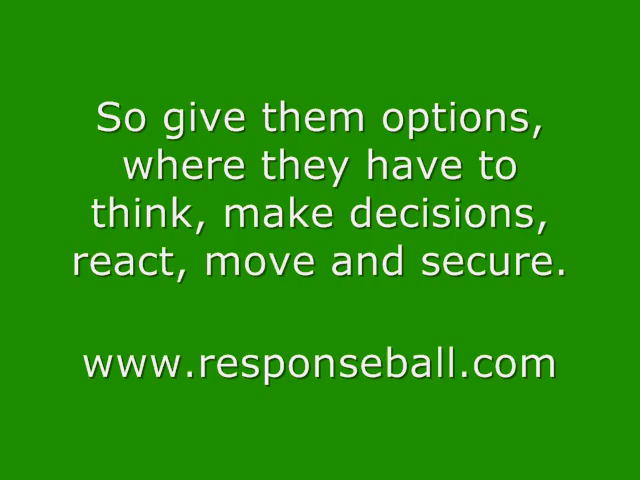 So give them options,
where they have to
think, make decisions,
react, move and secure.
www.responseball.com